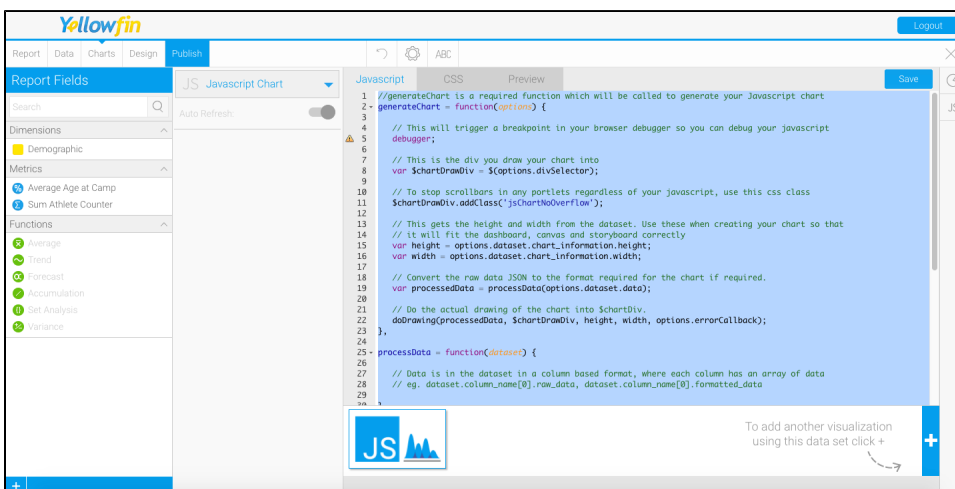 Yellowfin
Logout
Report Data Charts Design Publish
ABC
Report Fields
Search
Dimensions
Demographic
Metrics
Average Age at Camp
Sum Athlete Counter
Functions
Average
Trend
Forecast
Accumulation
Set Analysis
Variance
JS Javascript Chart
Auto Refresh:
Javascript CSS Preview
Save
1 //generateChart is a required function which will be called to generate your Javascript chart
2 generateChart = function(options) {
3
4 // This will trigger a breakpoint in your browser debugger so you can debug your javascript
5 debugger;
6
7 // This is the div you draw your chart into
8 var $chartDrawDiv = $(options.divSelector);
9
10 // To stop scrollbars in any portlets regardless of your javascript, use this css class
11 $chartDrawDiv.addClass('jsChartNoOverflow');
12
13 // This gets the height and width from the dataset. Use these when creating your chart so that
14 // it will fit the dashboard, canvas and storyboard correctly
15 var height = options.dataset.chart_information.height;
16 var width = options.dataset.chart_information.width;
17
18 // Convert the raw data JSON to the format required for the chart if required.
19 var processedData = processData(options.dataset.data);
20
21 // Do the actual drawing of the chart into $chartDiv.
22 doDrawing(processedData, $chartDrawDiv, height, width, options.errorCallback);
23 },
24
25 processData = function(dataset) {
26
27 // Data is in the dataset in a column based format, where each column has an array of data
28 // eg. dataset.column_name[0].raw_data, dataset.column_name[0].formatted_data
29
JS
To add another visualization
using this data set click +